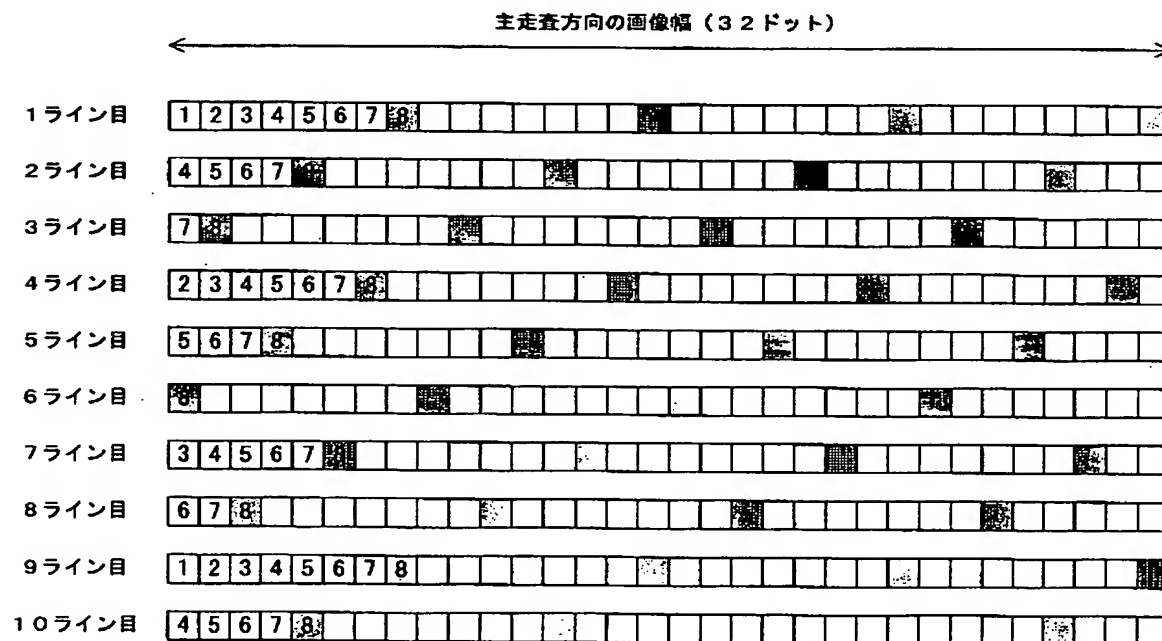 主走査方向の画像幅（３２ドット）
１ライン目 1 2 3 4 5 6 7 8
２ライン目 4 5 6 7
３ライン目 7 8
４ライン目 2 3 4 5 6 7 8
５ライン目 5 6 7 8
６ライン目 8
７ライン目 3 4 5 6 7 8
８ライン目 6 7 8
９ライン目 1 2 3 4 5 6 7 8
１０ライン目 4 5 6 7 8